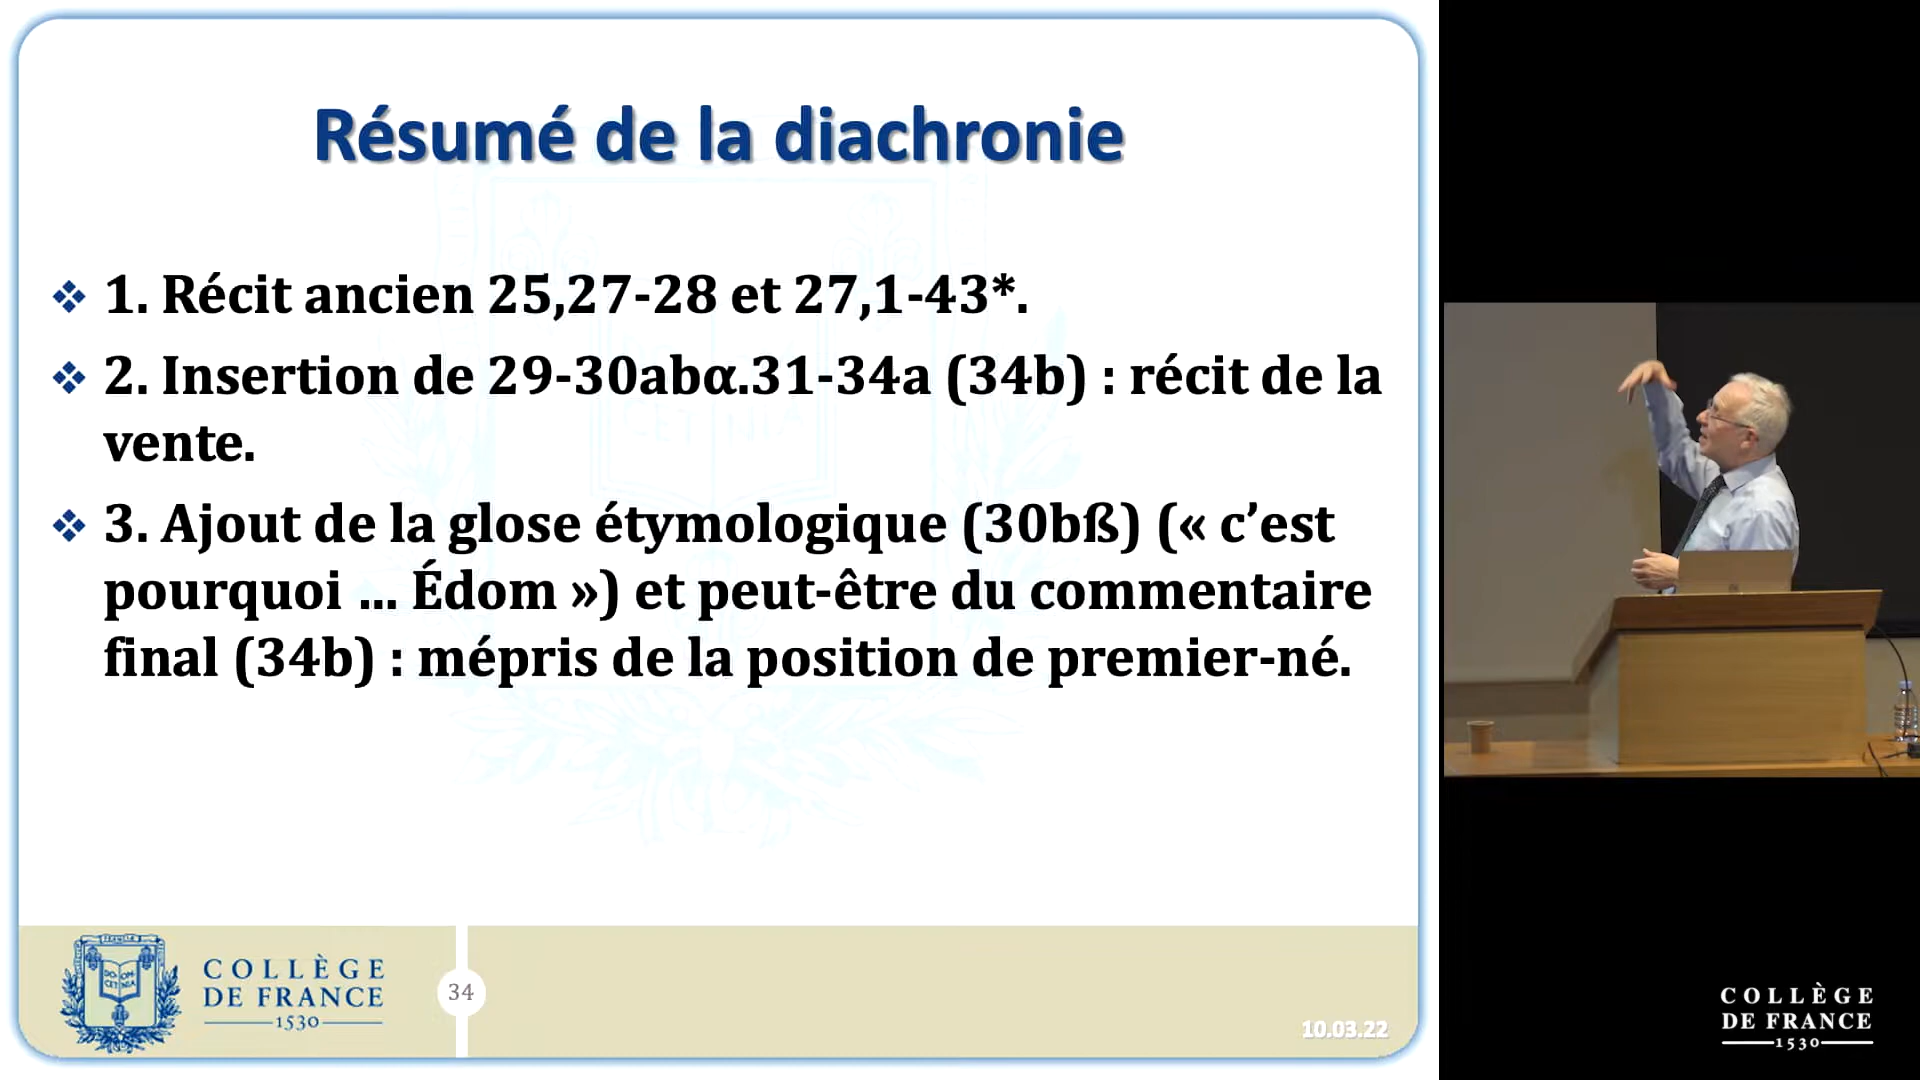 Résumé de la diachronie
❖ 1. Récit ancien 25,27-28 et 27,1-43*.
❖ 2. Insertion de 29-30abα.31-34a (34b) : récit de la
vente.
❖ 3. Ajout de la glose étymologique (30bß) (« c’est
pourquoi … Édom ») et peut-être du commentaire
final (34b) : mépris de la position de premier-né.
COLLÈGE
DE FRANCE
1530
34
10.03.22
COLLÈGE
DE FRANCE
1530